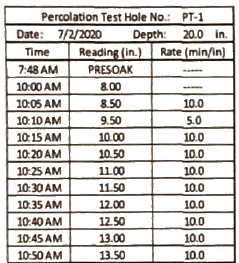 Percolation Test Hole No.: PT-1
Date: 7/2/2020 Depth: 20.0 in.
Time Reading (in.) Rate (min/in)
7:48 AM PRESOAK -----
10:00 AM 8.00 -----
10:05 AM 8.50 10.0
10:10 AM 9.50 5.0
10:15 AM 10.00 10.0
10:20 AM 10.50 10.0
10:25 AM 11.00 10.0
10:30 AM 11.50 10.0
10:35 AM 12.00 10.0
10:40 AM 12.50 10.0
10:45 AM 13.00 10.0
10:50 AM 13.50 10.0